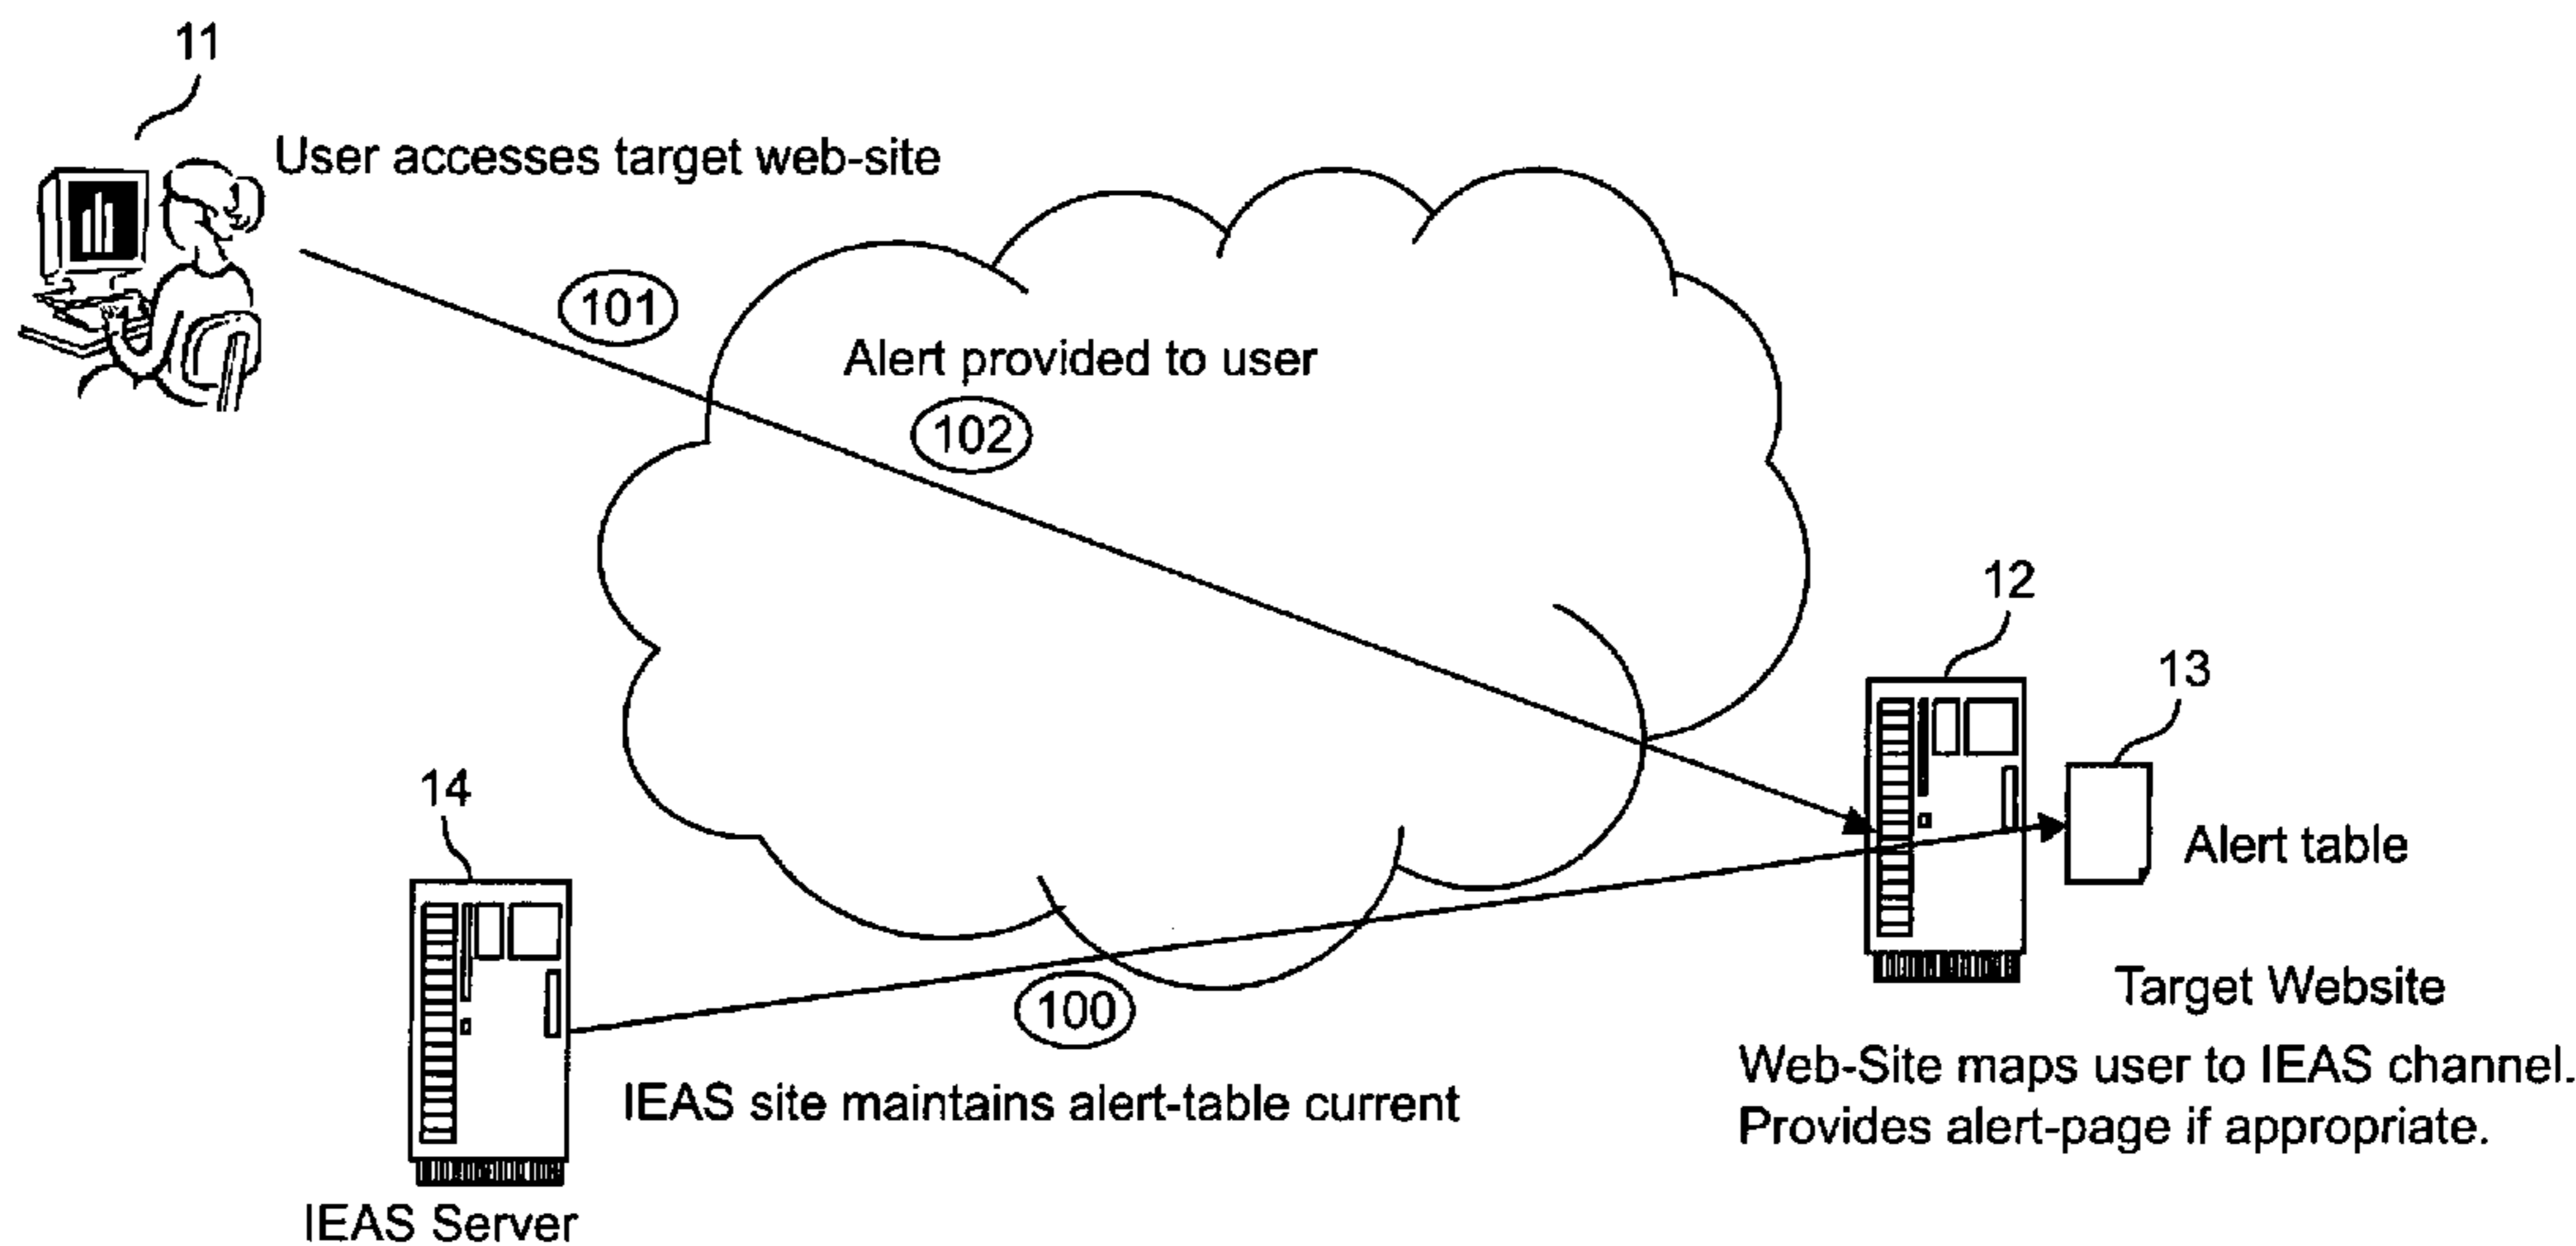 11
User accesses target web-site
101
Alert provided to user
102
12
13
14
Alert table
100
Target Website
IEAS site maintains alert-table current
Web-Site maps user to IEAS channel.
Provides alert-page if appropriate.
IEAS Server